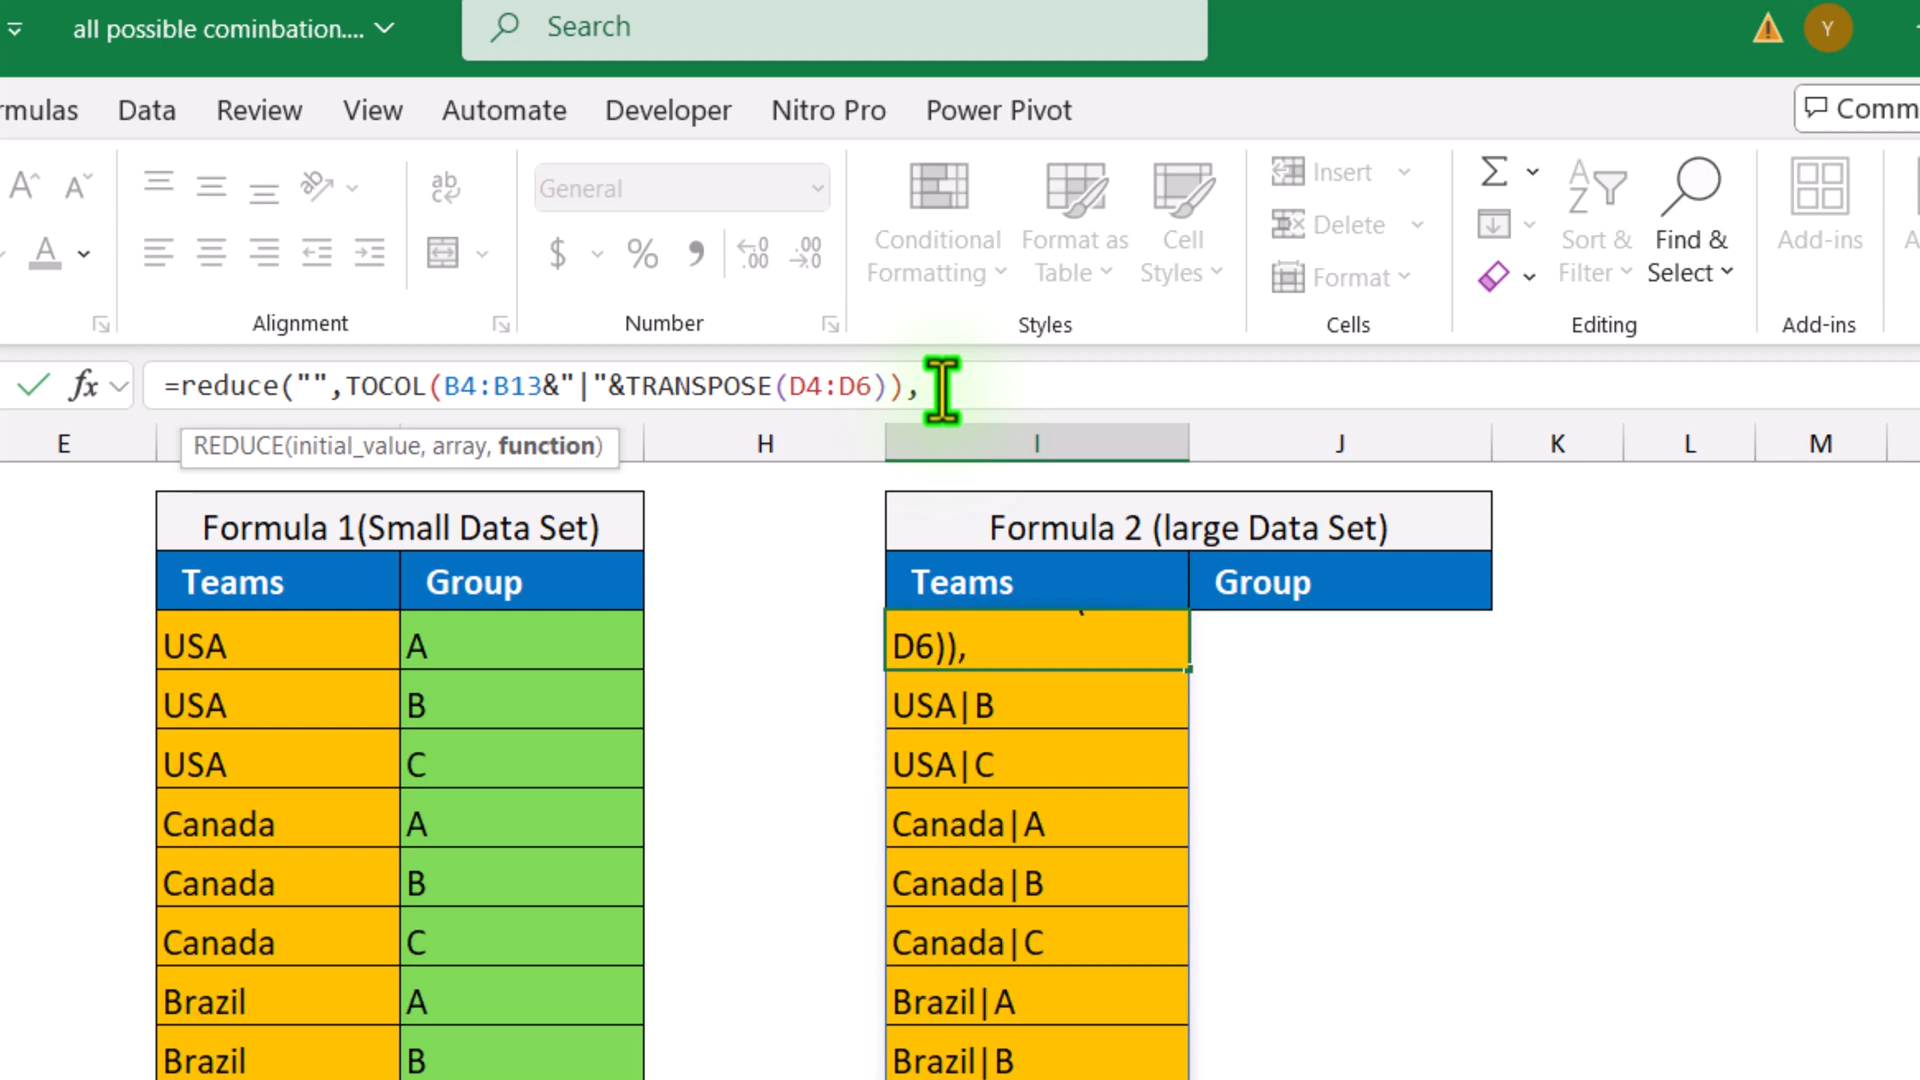 all possible cominbation....
Search
Y
rmulas Data Review View Automate Developer Nitro Pro Power Pivot
Comm
General
Conditional Formatting
Format as Table
Cell Styles
Insert
Delete
Format
Sort & Filter
Find & Select
Add-ins
Alignment
Number
Styles
Cells
Editing
Add-ins
fx
=reduce("",TOCOL(B4:B13&"|"&TRANSPOSE(D4:D6)),
REDUCE(initial_value, array, function)
E H I J K L M
Formula 1(Small Data Set)
Teams Group
USA A
USA B
USA C
Canada A
Canada B
Canada C
Brazil A
Brazil B
Formula 2 (large Data Set)
Teams Group
D6)),
USA|B
USA|C
Canada|A
Canada|B
Canada|C
Brazil|A
Brazil|B